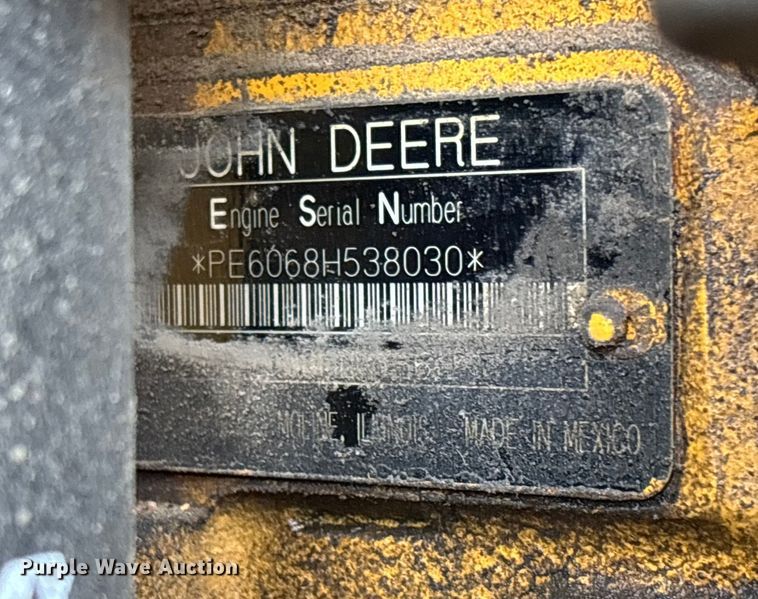 JOHN DEERE
Engine Serial Number
*PE6068H538030*
MOLINE, ILLINOIS MADE IN MEXICO
Purple Wave Auction